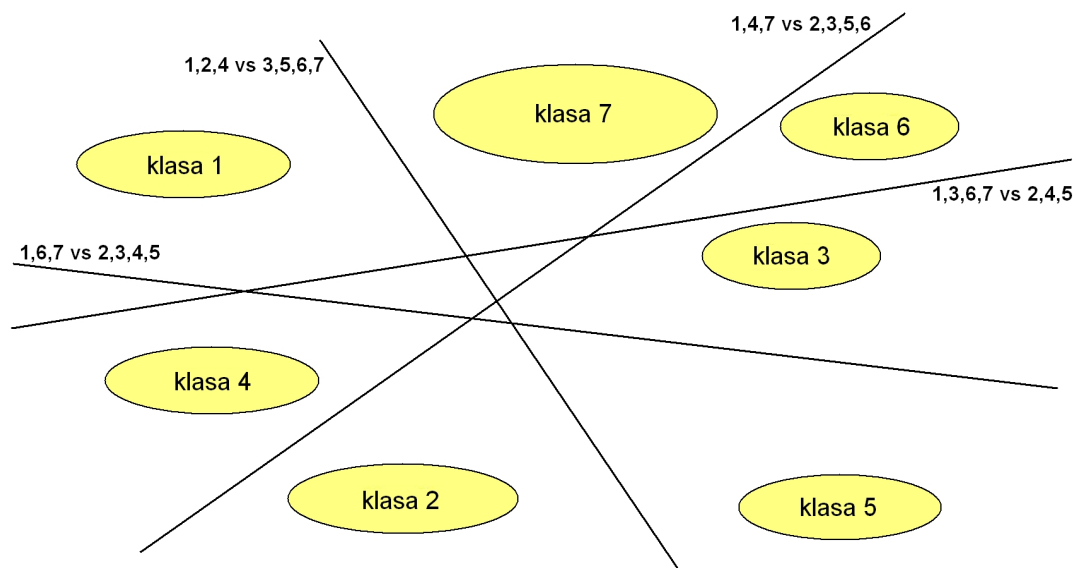 1,4,7 vs 2,3,5,6
1,2,4 vs 3,5,6,7
klasa 7
klasa 6
klasa 1
1,3,6,7 vs 2,4,5
1,6,7 vs 2,3,4,5
klasa 3
klasa 4
klasa 2
klasa 5